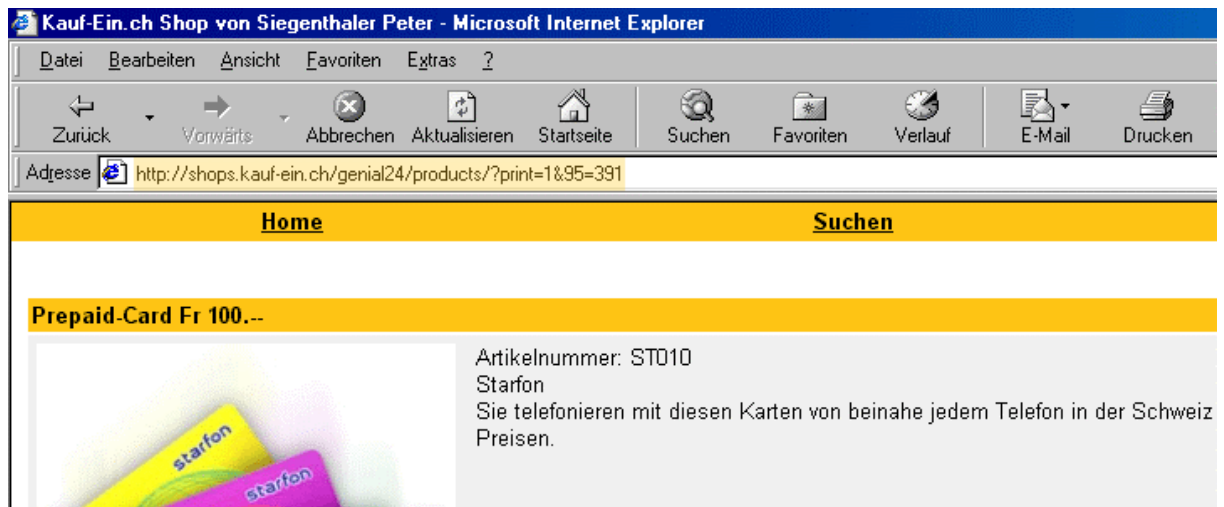 Kauf-Ein.ch Shop von Siegenthaler Peter - Microsoft Internet Explorer
Datei Bearbeiten Ansicht Favoriten Extras ?
Zurück Vorwärts Abbrechen Aktualisieren Startseite Suchen Favoriten Verlauf E-Mail Drucken
Adresse http://shops.kauf-ein.ch/genial24/products/?print=1&95=391
Home Suchen
Prepaid-Card Fr 100.--
Artikelnummer: ST010
Starfon
Sie telefonieren mit diesen Karten von beinahe jedem Telefon in der Schweiz
Preisen.
starfon
starfon